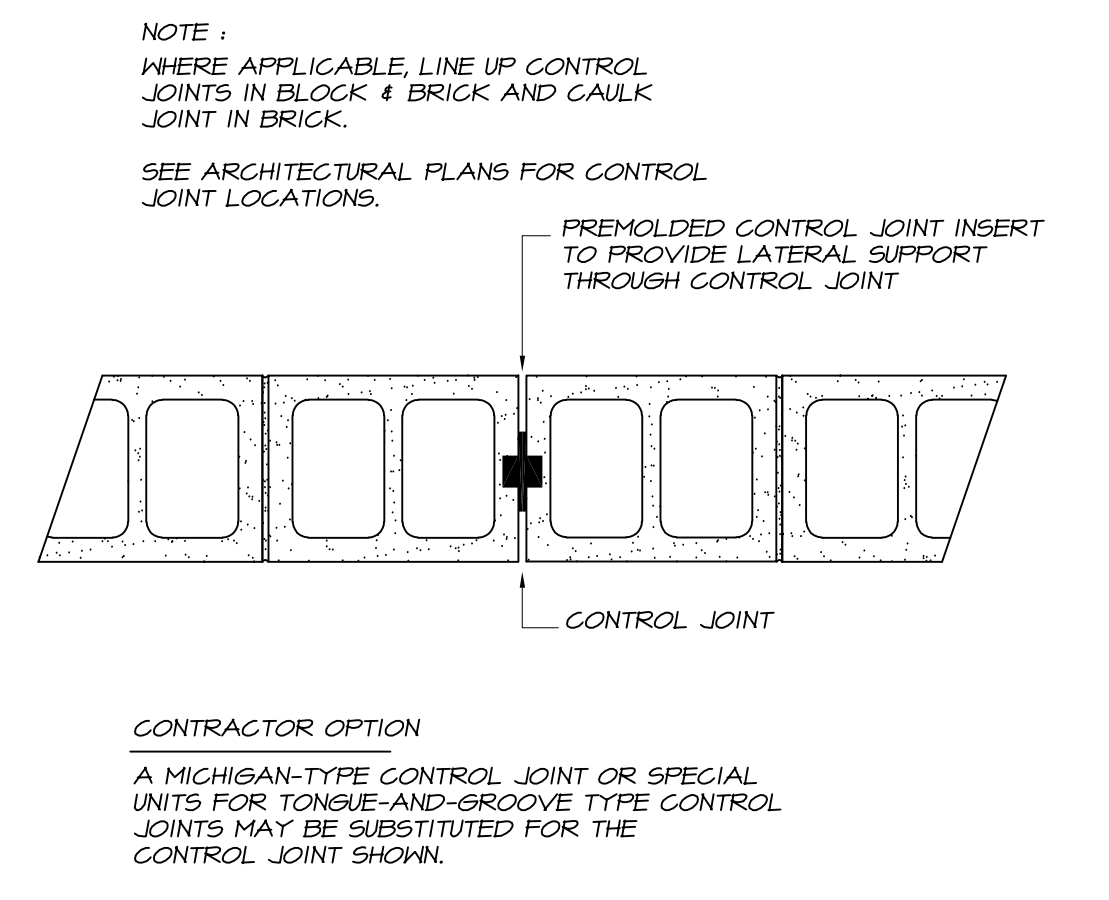 NOTE :
WHERE APPLICABLE, LINE UP CONTROL
JOINTS IN BLOCK & BRICK AND CAULK
JOINT IN BRICK.
SEE ARCHITECTURAL PLANS FOR CONTROL
JOINT LOCATIONS.
PREMOLDED CONTROL JOINT INSERT
TO PROVIDE LATERAL SUPPORT
THROUGH CONTROL JOINT
CONTROL JOINT
CONTRACTOR OPTION
A MICHIGAN-TYPE CONTROL JOINT OR SPECIAL
UNITS FOR TONGUE-AND-GROOVE TYPE CONTROL
JOINTS MAY BE SUBSTITUTED FOR THE
CONTROL JOINT SHOWN.